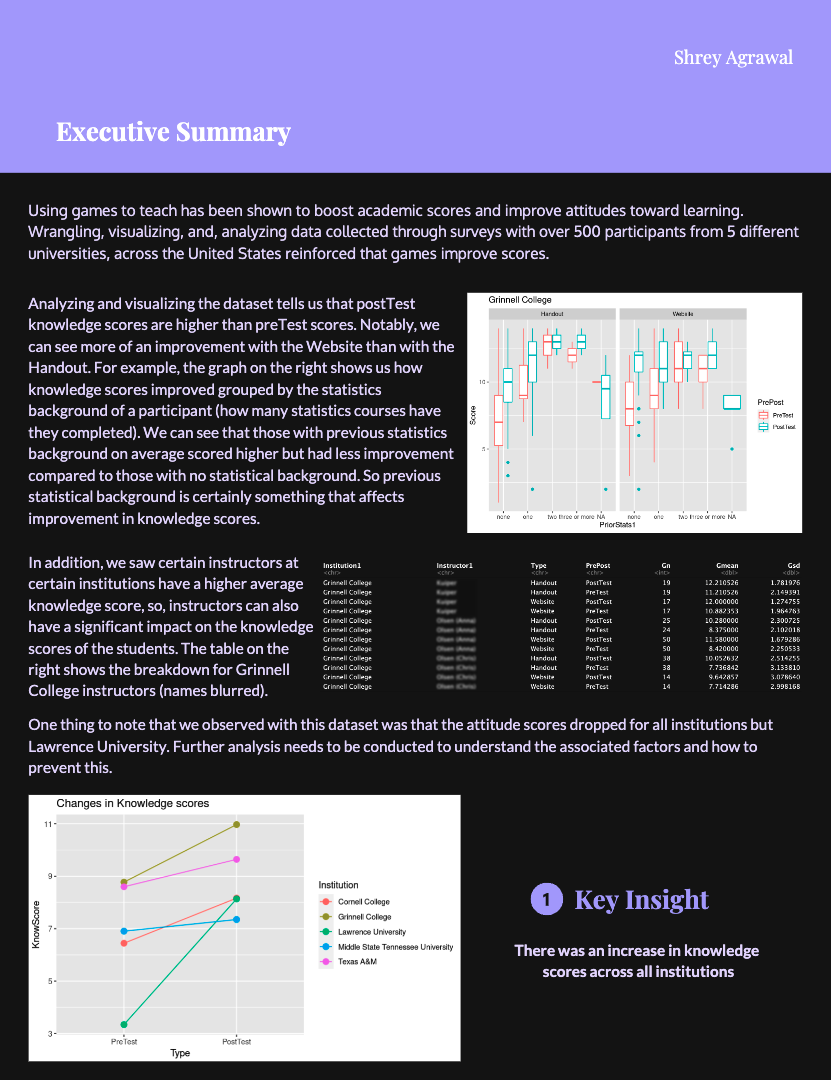 Shrey Agrawal
Executive Summary
Using games to teach has been shown to boost academic scores and improve attitudes toward learning.
Wrangling, visualizing, and, analyzing data collected through surveys with over 500 participants from 5 different
universities, across the United States reinforced that games improve scores.
Analyzing and visualizing the dataset tells us that postTest
knowledge scores are higher than preTest scores. Notably, we
can see more of an improvement with the Website than with the
Handout. For example, the graph on the right shows us how
knowledge scores improved grouped by the statistics
background of a participant (how many statistics courses have
they completed). We can see that those with previous statistics
background on average scored higher but had less improvement
compared to those with no statistical background. So previous
statistical background is certainly something that affects
improvement in knowledge scores.
Grinnell College
Handout Website
Score
10
5
none one two three or more NA none one two three or more NA
PriorStats1
PrePost
PreTest
PostTest
In addition, we saw certain instructors at
certain institutions have a higher average
knowledge score, so, instructors can also
have a significant impact on the knowledge
scores of the students. The table on the
right shows the breakdown for Grinnell
College instructors (names blurred).
Institution1 Instructor1 Type PrePost Gn Gmean Gsd
<chr> <chr> <chr> <chr> <int> <dbl> <dbl>
Grinnell College Handout PostTest 19 12.210526 1.781976
Grinnell College Handout PreTest 19 11.210526 2.149391
Grinnell College Website PostTest 17 12.000000 1.274755
Grinnell College Website PreTest 17 10.882353 1.964763
Grinnell College Handout PostTest 25 10.280000 2.300725
Grinnell College Handout PreTest 24 8.375000 2.102018
Grinnell College Website PostTest 50 11.580000 1.679286
Grinnell College Website PreTest 50 8.420000 2.250533
Grinnell College Handout PostTest 38 10.052632 2.514255
Grinnell College Handout PreTest 38 7.736842 3.133810
Grinnell College Website PostTest 14 9.642857 3.078640
Grinnell College Website PreTest 14 7.714286 2.998168
One thing to note that we observed with this dataset was that the attitude scores dropped for all institutions but
Lawrence University. Further analysis needs to be conducted to understand the associated factors and how to
prevent this.
Changes in Knowledge scores
KnowScore
11
9
7
5
3
PreTest PostTest
Type
Institution
Cornell College
Grinnell College
Lawrence University
Middle State Tennessee University
Texas A&M
1 Key Insight
There was an increase in knowledge
scores across all institutions